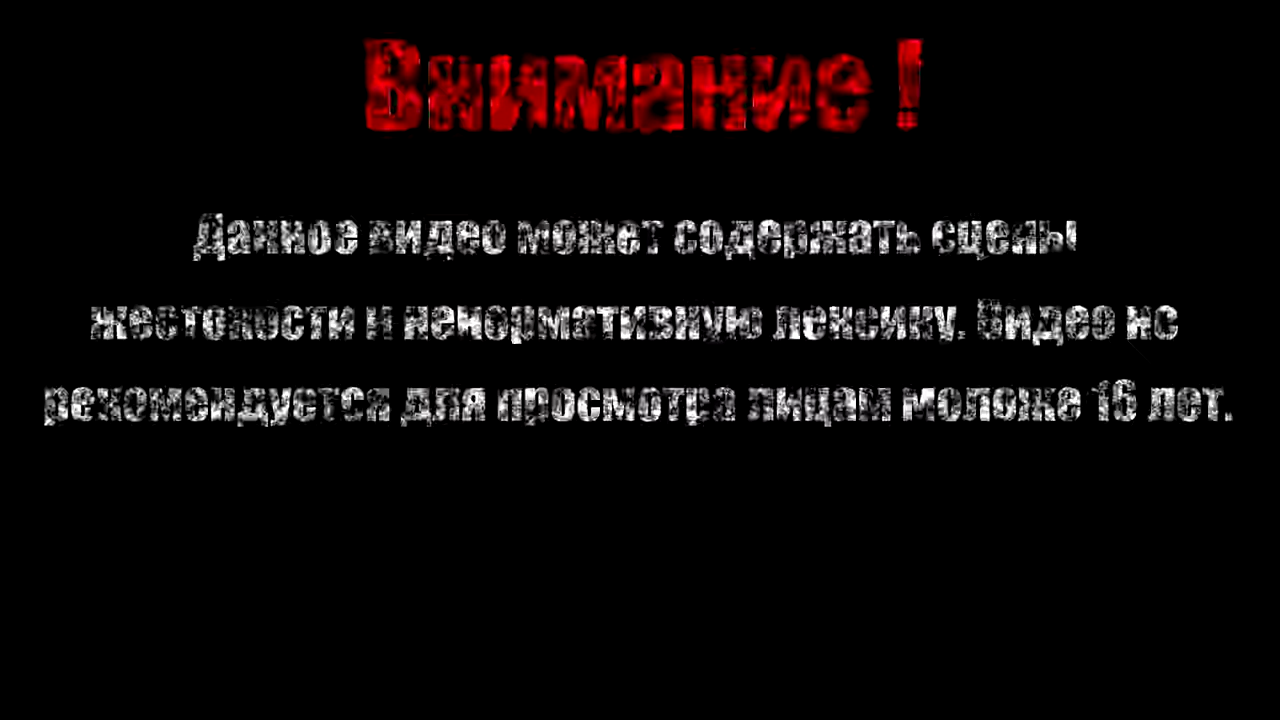 Внимание !
Данное видео может содержать сцены
жестокости и ненормативную лексику. Видео не
рекомендуется для просмотра лицам моложе 16 лет.